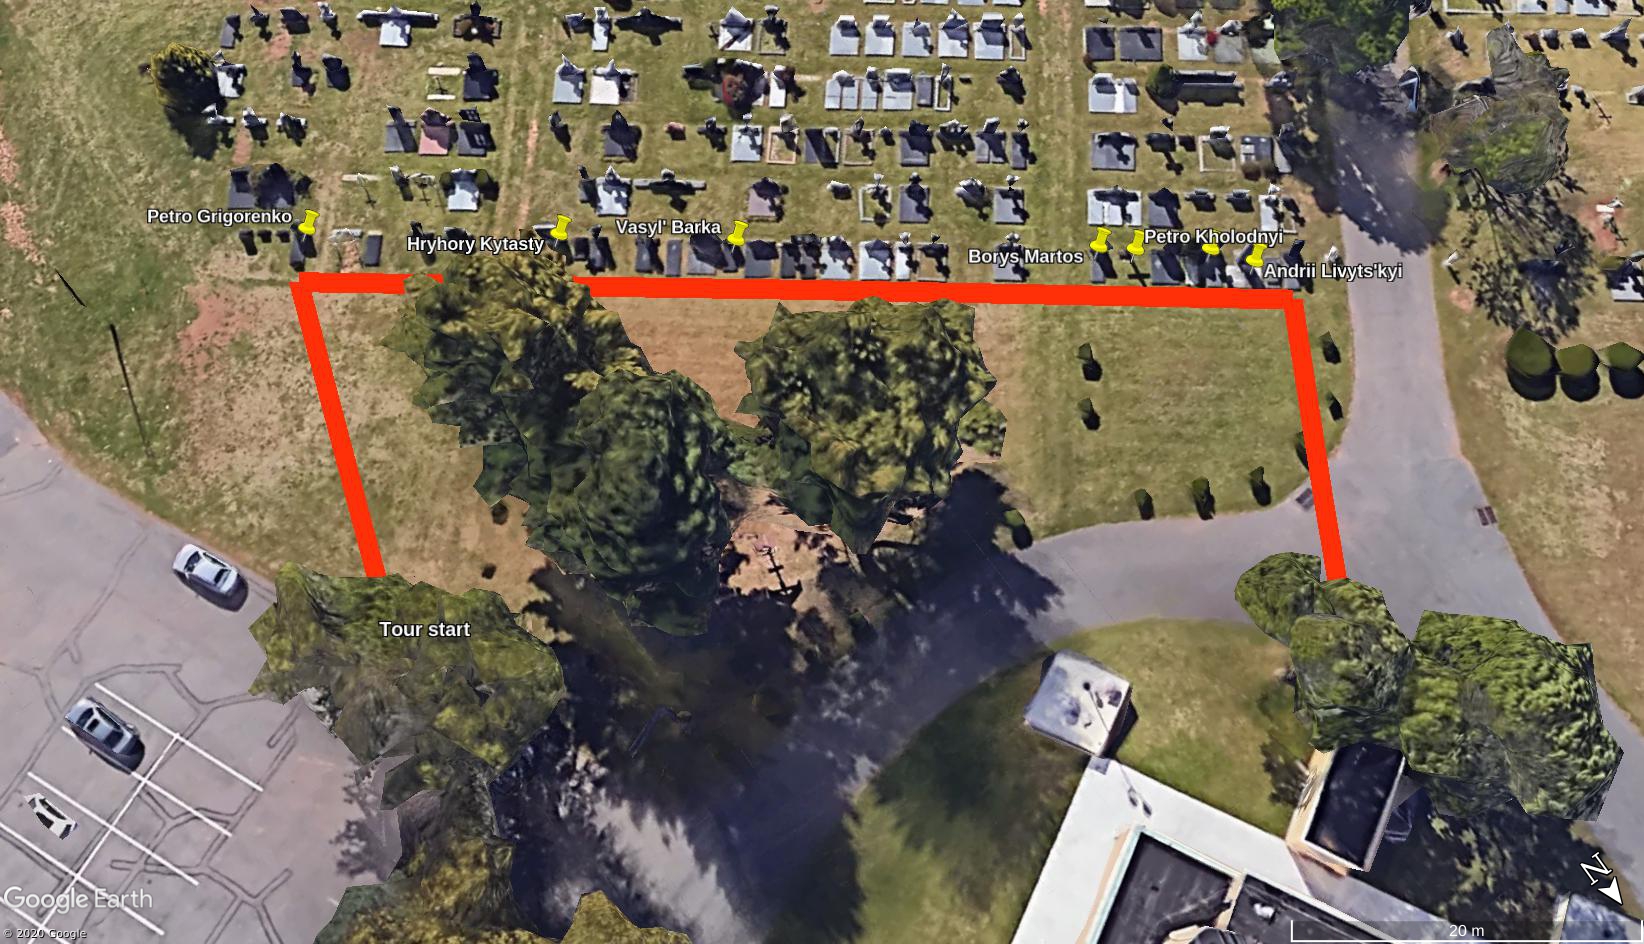 Petro Grigorenko
Hryhory Kytasty
Vasyl' Barka
Borys Martos
Petro Kholodnyi
Andrii Livyts'kyi
Tour start
Google Earth
© 2020 Google
N
20 m